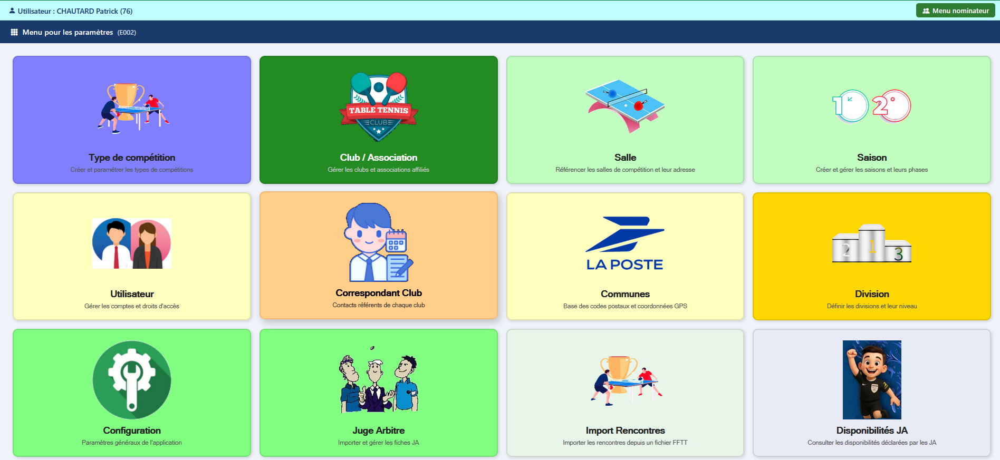 Utilisateur : CHAUTARD Patrick (76)
Menu nominateur
Menu pour les paramètres (E002)
TABLE TENNIS
CLUB
1 2
Type de compétition
Créer et paramétrer les types de compétitions
Club / Association
Gérer les clubs et associations affiliés
Salle
Référencer les salles de compétition et leur adresse
Saison
Créer et gérer les saisons et leurs phases
LA POSTE
2 1 3
Utilisateur
Gérer les comptes et droits d'accès
Correspondant Club
Contacts référents de chaque club
Communes
Base des codes postaux et coordonnées GPS
Division
Définir les divisions et leur niveau
Configuration
Paramètres généraux de l'application
Juge Arbitre
Importer et gérer les fiches JA
Import Rencontres
Importer les rencontres depuis un fichier FFTT
Disponibilités JA
Consulter les disponibilités déclarées par les JA